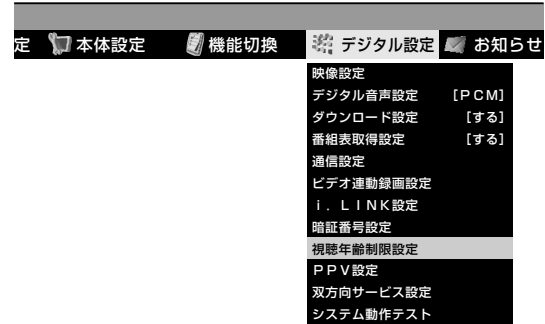 定 本体設定 機能切換 デジタル設定 お知らせ
映像設定
デジタル音声設定 [ＰＣＭ]
ダウンロード設定 [する]
番組表取得設定 [する]
通信設定
ビデオ連動録画設定
ｉ．ＬＩＮＫ設定
暗証番号設定
視聴年齢制限設定
ＰＰＶ設定
双方向サービス設定
システム動作テスト